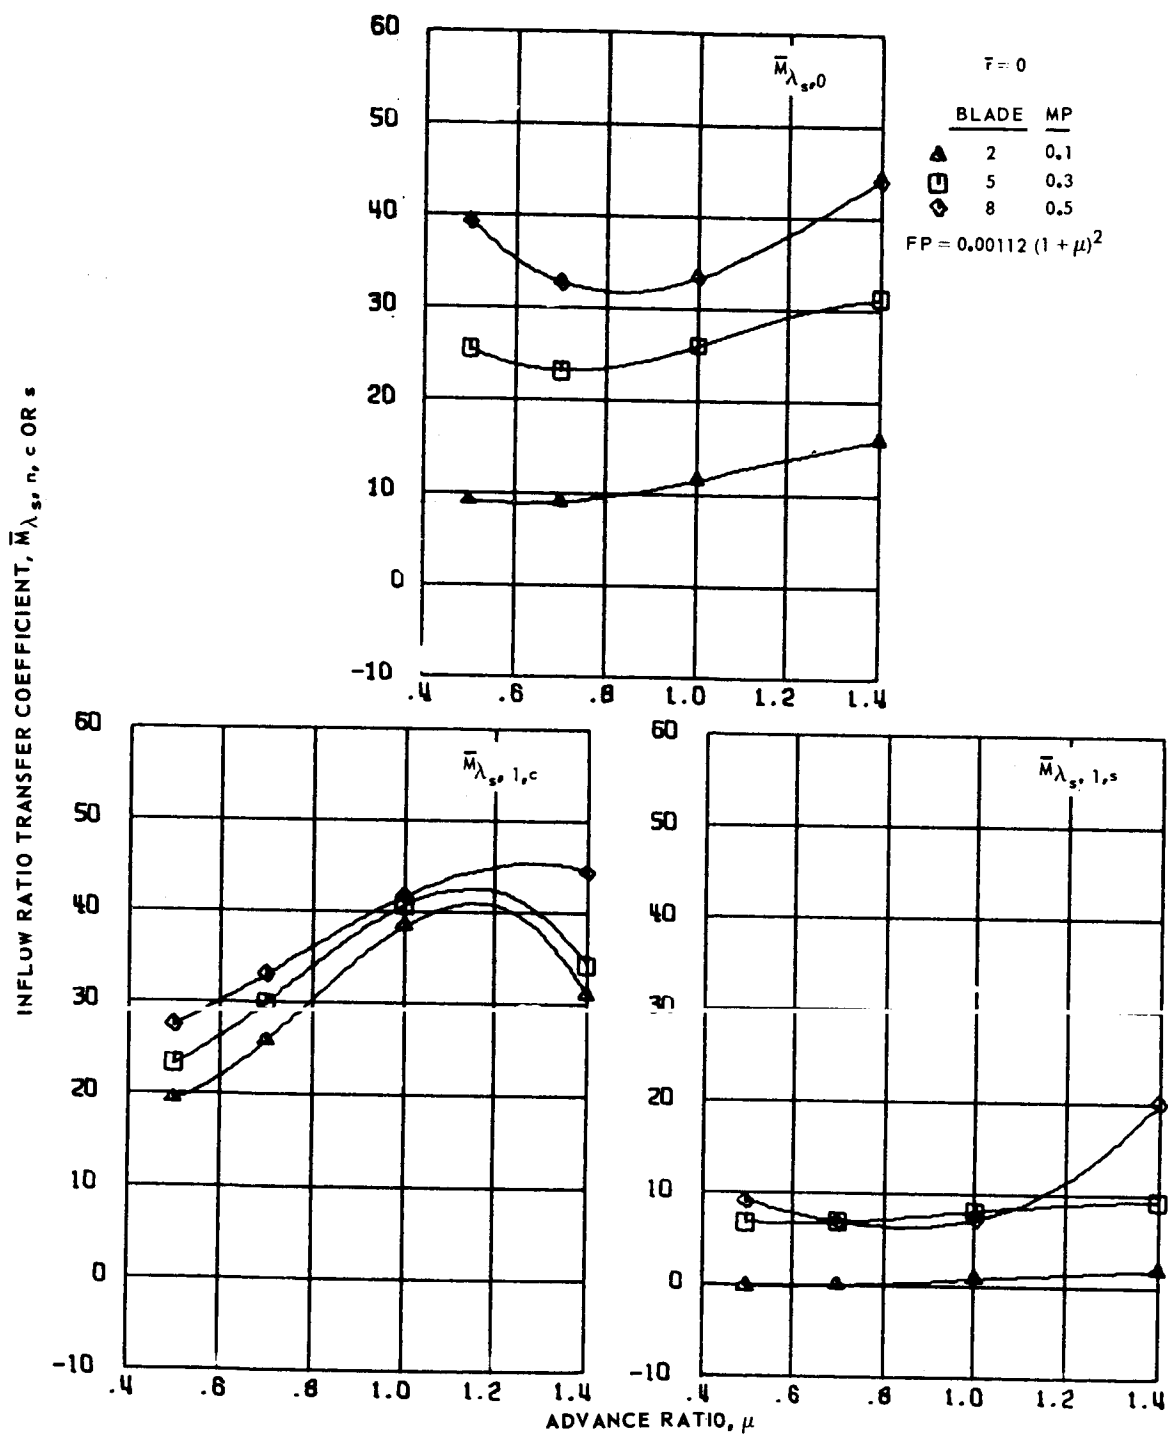 60
50
40
30
20
10
0
-10
.4 .6 .8 1.0 1.2 1.4
M̄λs,0
r̄ = 0
BLADE MP
2 0.1
5 0.3
8 0.5
FP = 0.00112 (1 + μ)2
INFLOW RATIO TRANSFER COEFFICIENT, M̄λs, n, c OR s
60
50
40
30
20
10
0
-10
.4 .6 .8 1.0 1.2 1.4
M̄λs, 1,c
60
50
40
30
20
10
0
-10
.4 .6 .8 1.0 1.2 1.4
M̄λs, 1,s
ADVANCE RATIO, μ